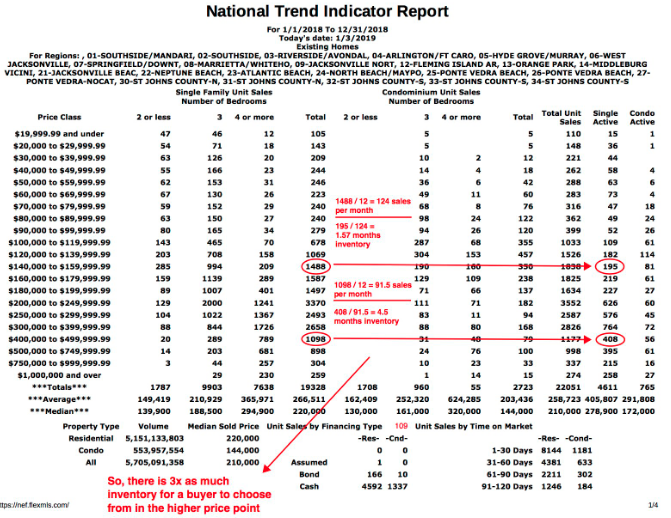 National Trend Indicator Report
For 1/1/2018 To 12/31/2018
Today's date: 1/3/2019
Existing Homes
For Regions: , 01-SOUTHSIDE/MANDARI, 02-SOUTHSIDE, 03-RIVERSIDE/AVONDAL, 04-ARLINGTON/FT CARO, 05-HYDE GROVE/MURRAY, 06-WEST
JACKSONVILLE, 07-SPRINGFIELD/DOWNT, 08-MARRIETTA/WHITEHO, 09-JACKSONVILLE NORT, 12-FLEMING ISLAND AR, 13-ORANGE PARK, 14-MIDDLEBURG
VICINI, 21-JACKSONVILLE BEAC, 22-NEPTUNE BEACH, 23-ATLANTIC BEACH, 24-NORTH BEACH/MAYPO, 25-PONTE VEDRA BEACH, 26-PONTE VEDRA BEACH, 27-
PONTE VEDRA-NOCAT, 30-ST JOHNS COUNTY-N, 31-ST JOHNS COUNTY-N, 32-ST JOHNS COUNTY-S, 33-ST JOHNS COUNTY-S, 34-ST JOHNS COUNTY-S
Single Family Unit Sales Condominium Unit Sales
Number of Bedrooms Number of Bedrooms
Price Class 2 or less 3 4 or more Total 2 or less 3 4 or more Total Total Unit Sales Single Active Condo Active
$19,999.99 and under 47 46 12 105 5 5 110 15 1
$20,000 to $29,999.99 54 71 18 143 5 5 148 36 1
$30,000 to $39,999.99 63 126 20 209 10 2 12 221 44
$40,000 to $49,999.99 55 166 23 244 14 4 18 262 58 4
$50,000 to $59,999.99 62 153 31 246 36 6 42 288 63 6
$60,000 to $69,999.99 67 130 26 223 49 11 60 283 73 4
$70,000 to $79,999.99 59 152 29 240 68 8 76 316 47 18
$80,000 to $89,999.99 63 150 27 240 98 24 122 362 49 24
$90,000 to $99,999.99 80 165 34 279 94 26 120 399 52 26
$100,000 to $119,999.99 143 465 70 678 287 68 355 1033 109 61
$120,000 to $139,999.99 203 708 158 1069 304 153 457 1526 182 114
$140,000 to $159,999.99 285 994 209 1488 190 160 350 1838 195 81
$160,000 to $179,999.99 159 1139 289 1587 129 109 238 1825 219 61
$180,000 to $199,999.99 89 1007 401 1497 71 66 137 1634 227 27
$200,000 to $249,999.99 129 2000 1241 3370 111 71 182 3552 626 60
$250,000 to $299,999.99 104 1022 1367 2493 83 11 94 2587 576 45
$300,000 to $399,999.99 88 844 1726 2658 88 80 168 2826 764 72
$400,000 to $499,999.99 20 289 789 1098 31 48 79 1177 408 56
$500,000 to $749,999.99 14 203 681 898 24 76 100 998 395 61
$750,000 to $999,999.99 3 44 257 304 10 23 33 337 215 16
$1,000,000 and over 29 230 259 1 14 15 274 258 27
***Totals*** 1787 9903 7638 19328 1708 960 55 2723 22051 4611 765
***Average*** 149,419 210,929 365,971 266,511 162,409 252,320 624,285 203,436 258,723 405,807 291,808
***Median*** 139,900 188,500 294,900 220,000 130,000 161,000 320,000 144,000 210,000 278,900 172,000
1488 / 12 = 124 sales
per month
195 / 124 =
1.57 months
inventory
1098 / 12 = 91.5 sales
per month
408 / 91.5 = 4.5
months inventory
Property Type Volume Median Sold Price Unit Sales by Financing Type 109 Unit Sales by Time on Market
Residential 5,151,133,803 220,000 -Res- -Cnd- -Res- -Cond-
Condo 553,957,554 144,000 0 0 1-30 Days 8144 1181
All 5,705,091,358 210,000 Assumed 1 0 31-60 Days 4381 633
Bond 166 10 61-90 Days 2211 302
Cash 4592 1337 91-120 Days 1246 184
So, there is 3x as much
inventory for a buyer to choose
from in the higher price point
ttps://nef.flexmls.com/ 1/4